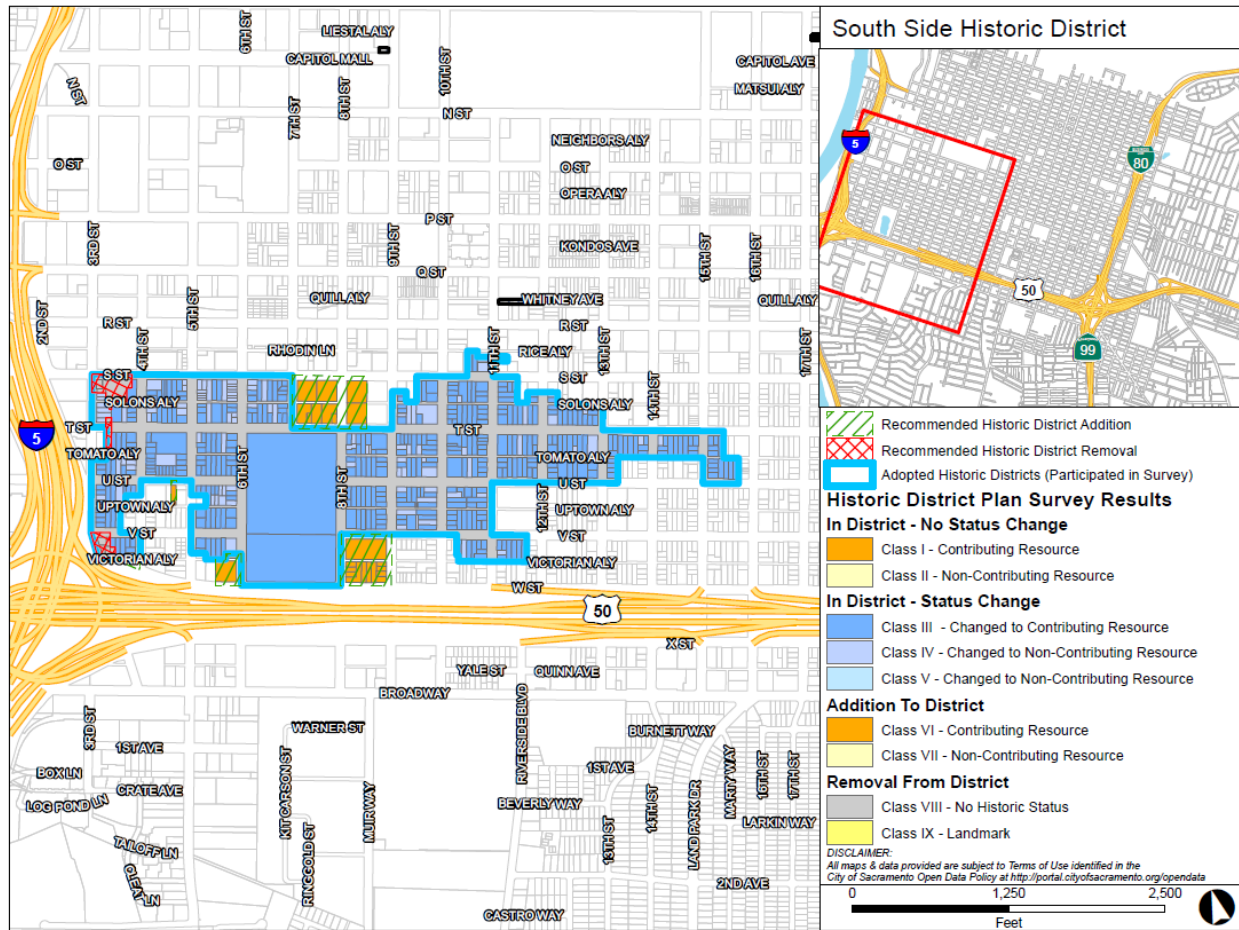 South Side Historic District
6TH ST
LIESTAL ALY
CAPITOL MALL
7TH ST
8TH ST
10TH ST
CAPITOL AVE
MATSUI ALY
N ST
N ST
NEIGHBORS ALY
O ST
O ST
OPERA ALY
P ST
3RD ST
9TH ST
KONDOS AVE
15TH ST
16TH ST
Q ST
QUILL ALY
WHITNEY AVE
QUILL ALY
2ND ST
5TH ST
R ST
4TH ST
R ST
RHODIN LN
11TH ST
RICE ALY
13TH ST
17TH ST
S ST
S ST
SOLONS ALY
SOLONS ALY
14TH ST
T ST
T ST
5
TOMATO ALY
TOMATO ALY
6TH ST
8TH ST
U ST
U ST
UPTOWN ALY
12TH ST
UPTOWN ALY
V ST
V ST
VICTORIAN ALY
VICTORIAN ALY
W ST
50
X ST
YALE ST
QUINN AVE
BROADWAY
3RD ST
WARNER ST
RIVERSIDE BLVD
BURNETT WAY
1ST AVE
1ST AVE
BOX LN
CRATE AVE
LOG POND LN
KIT CARSON ST
MUIR WAY
BEVERLY WAY
14TH ST
LAND PARK DR
MARTY WAY
16TH ST
17TH ST
TAILOFF LN
RINGGOLD ST
13TH ST
LARKIN WAY
CLEAT LN
2ND AVE
CASTRO WAY
5
80
50
99
Recommended Historic District Addition
Recommended Historic District Removal
Adopted Historic Districts (Participated in Survey)
Historic District Plan Survey Results
In District - No Status Change
Class I - Contributing Resource
Class II - Non-Contributing Resource
In District - Status Change
Class III - Changed to Contributing Resource
Class IV - Changed to Non-Contributing Resource
Class V - Changed to Non-Contributing Resource
Addition To District
Class VI - Contributing Resource
Class VII - Non-Contributing Resource
Removal From District
Class VIII - No Historic Status
Class IX - Landmark
DISCLAIMER:
All maps & data provided are subject to Terms of Use identified in the
City of Sacramento Open Data Policy at http://portal.cityofsacramento.org/opendata
0 1,250 2,500
Feet